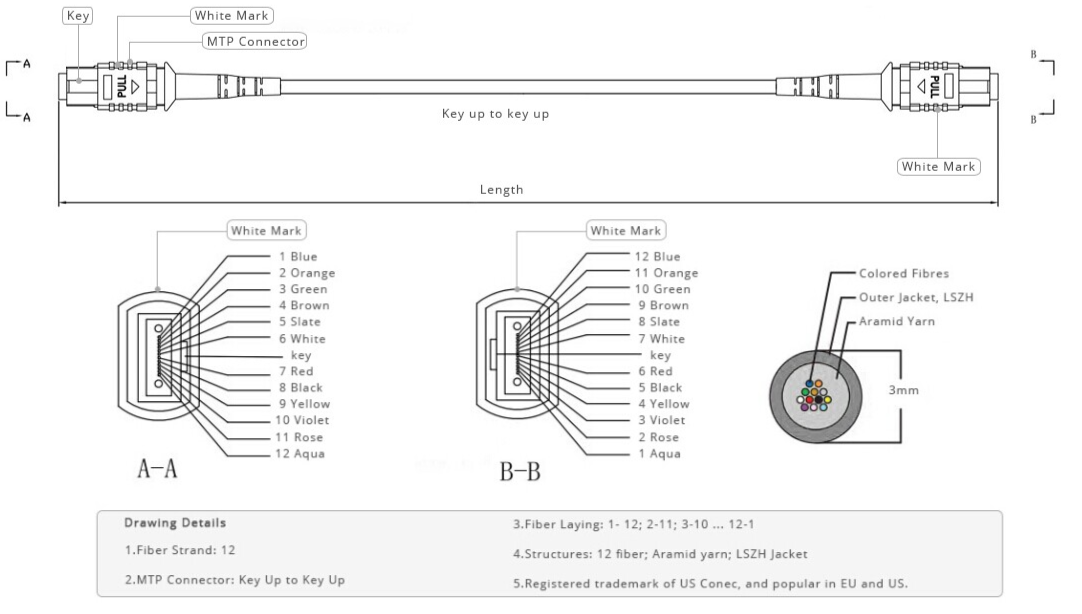 Key
White Mark
MTP Connector
A
B
PULL
PULL
A
B
Key up to key up
White Mark
Length
White Mark
1 Blue
2 Orange
3 Green
4 Brown
5 Slate
6 White
key
7 Red
8 Black
9 Yellow
10 Violet
11 Rose
12 Aqua
A-A
White Mark
12 Blue
11 Orange
10 Green
9 Brown
8 Slate
7 White
key
6 Red
5 Black
4 Yellow
3 Violet
2 Rose
1 Aqua
B-B
Colored Fibres
Outer Jacket, LSZH
Aramid Yarn
3mm
Drawing Details
1.Fiber Strand: 12
2.MTP Connector: Key Up to Key Up
3.Fiber Laying: 1- 12; 2-11; 3-10 ... 12-1
4.Structures: 12 fiber; Aramid yarn; LSZH Jacket
5.Registered trademark of US Conec, and popular in EU and US.